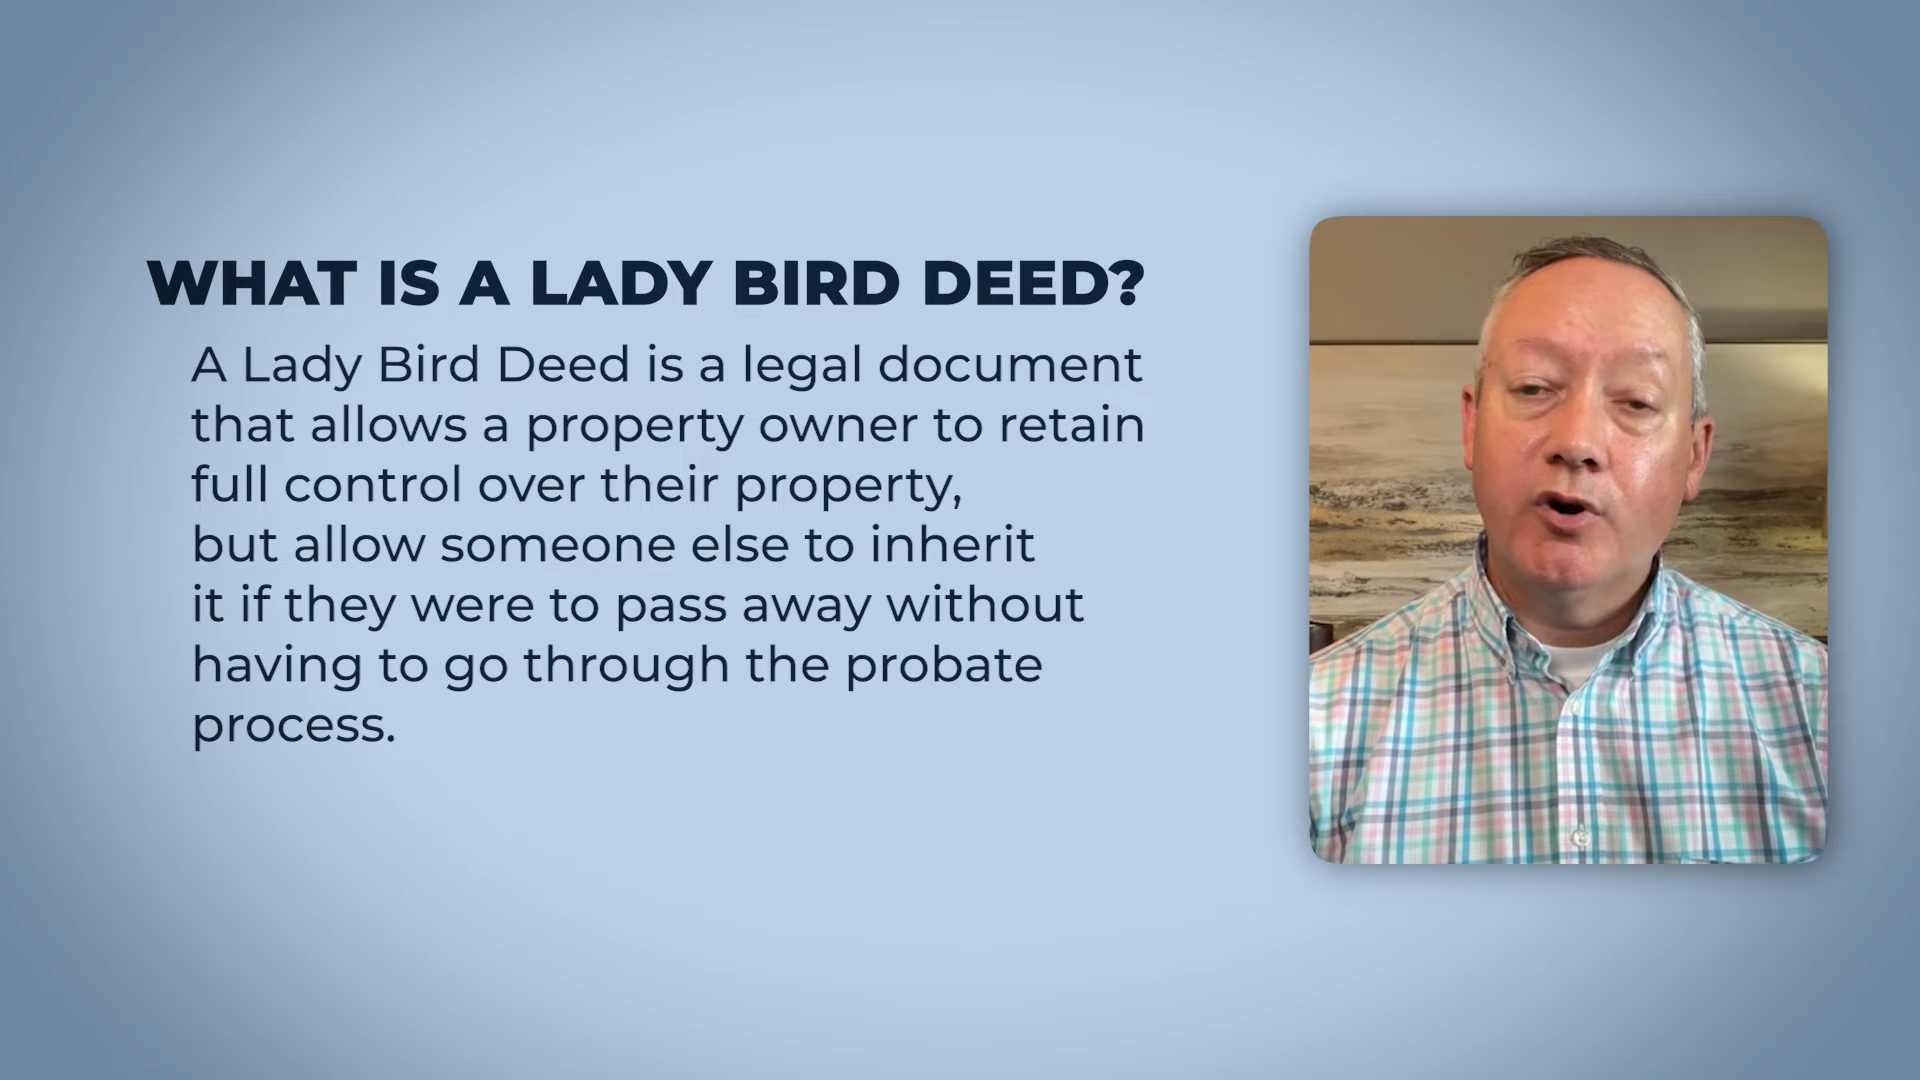 WHAT IS A LADY BIRD DEED?
A Lady Bird Deed is a legal document
that allows a property owner to retain
full control over their property,
but allow someone else to inherit
it if they were to pass away without
having to go through the probate
process.